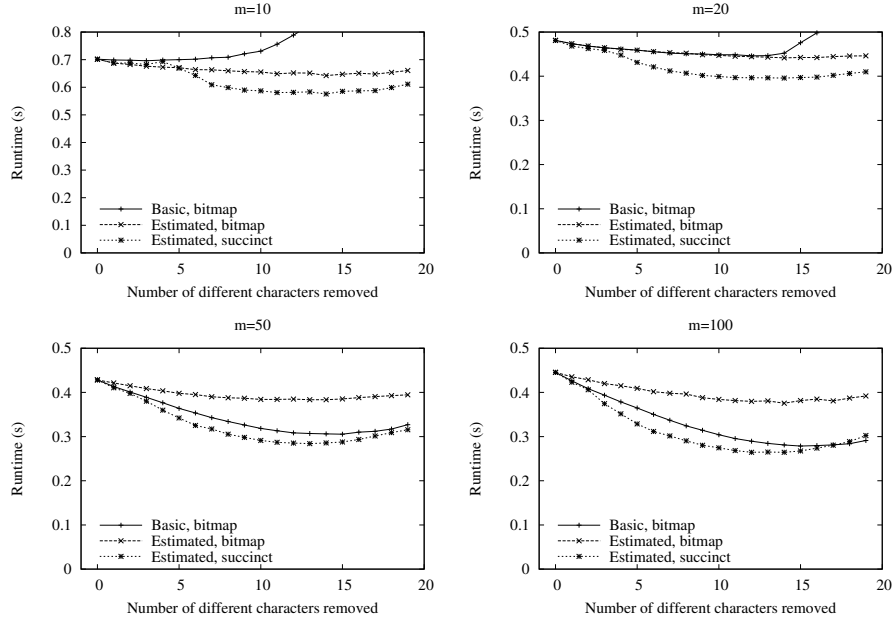 m=10
0.8
0.7
0.6
0.5
0.4
0.3
0.2
0.1
0
Runtime (s)
Basic, bitmap
Estimated, bitmap
Estimated, succinct
0 5 10 15 20
Number of different characters removed
m=20
0.5
0.4
0.3
0.2
0.1
0
Runtime (s)
Basic, bitmap
Estimated, bitmap
Estimated, succinct
0 5 10 15 20
Number of different characters removed
m=50
0.5
0.4
0.3
0.2
0.1
0
Runtime (s)
Basic, bitmap
Estimated, bitmap
Estimated, succinct
0 5 10 15 20
Number of different characters removed
m=100
0.5
0.4
0.3
0.2
0.1
0
Runtime (s)
Basic, bitmap
Estimated, bitmap
Estimated, succinct
0 5 10 15 20
Number of different characters removed